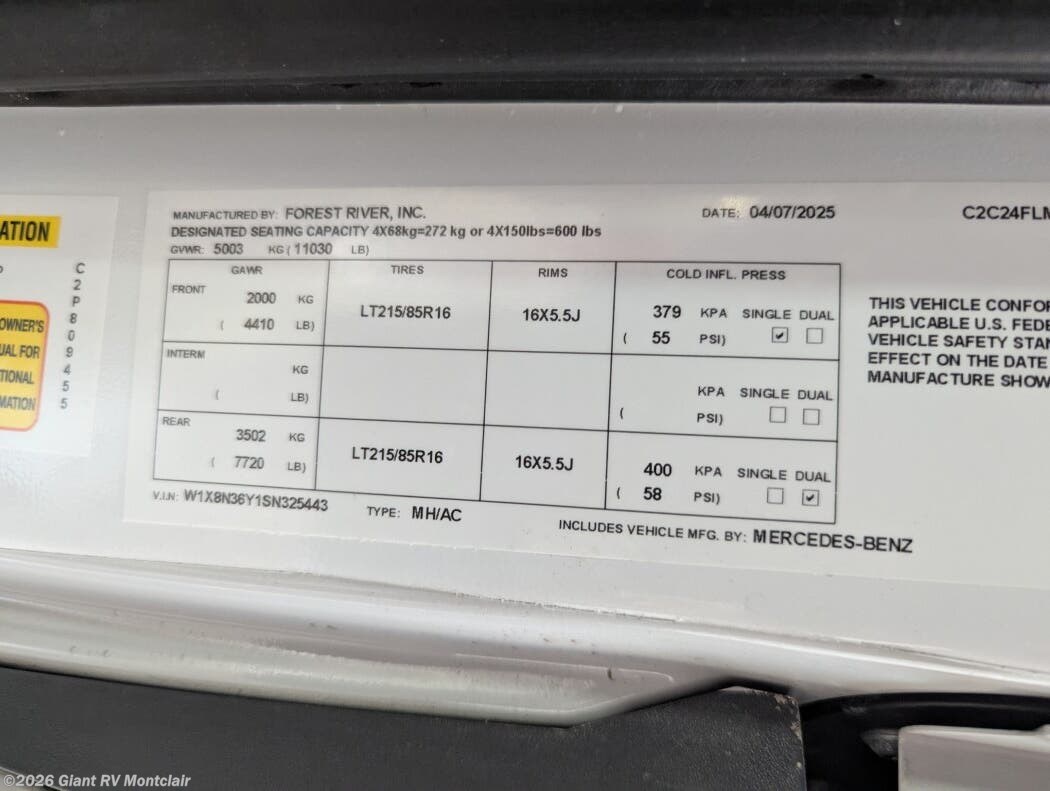 ATION
C
2
P
8
0
9
4
5
5
OWNER'S
UAL FOR
TIONAL
MATION
MANUFACTURED BY: FOREST RIVER, INC.
DATE: 04/07/2025
C2C24FLM
DESIGNATED SEATING CAPACITY 4X68kg=272 kg or 4X150lbs=600 lbs
GVWR: 5003 KG ( 11030 LB)
GAWR TIRES RIMS COLD INFL. PRESS
FRONT
2000 KG LT215/85R16 16X5.5J 379 KPA SINGLE DUAL
( 4410 LB) ( 55 PSI)
INTERM
KG KPA SINGLE DUAL
( LB) ( PSI)
REAR
3502 KG LT215/85R16 16X5.5J 400 KPA SINGLE DUAL
( 7720 LB) ( 58 PSI)
V.I.N: W1X8N36Y1SN325443
TYPE: MH/AC
INCLUDES VEHICLE MFG. BY: MERCEDES-BENZ
THIS VEHICLE CONFOR
APPLICABLE U.S. FEDE
VEHICLE SAFETY STAN
EFFECT ON THE DATE
MANUFACTURE SHOW
©2026 Giant RV Montclair